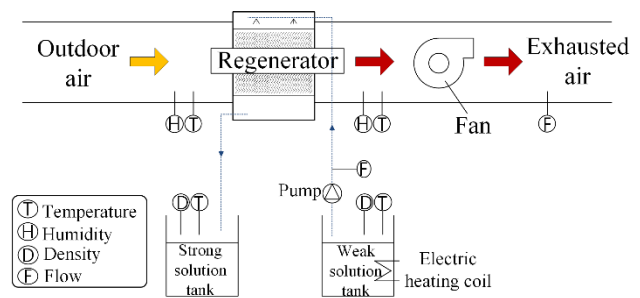 Outdoor
air
Regenerator
Exhausted
air
Fan
H T
H T
F
F
Pump
D T
D T
Strong
solution
tank
Weak
solution
tank
Electric
heating coil
T Temperature
H Humidity
D Density
F Flow